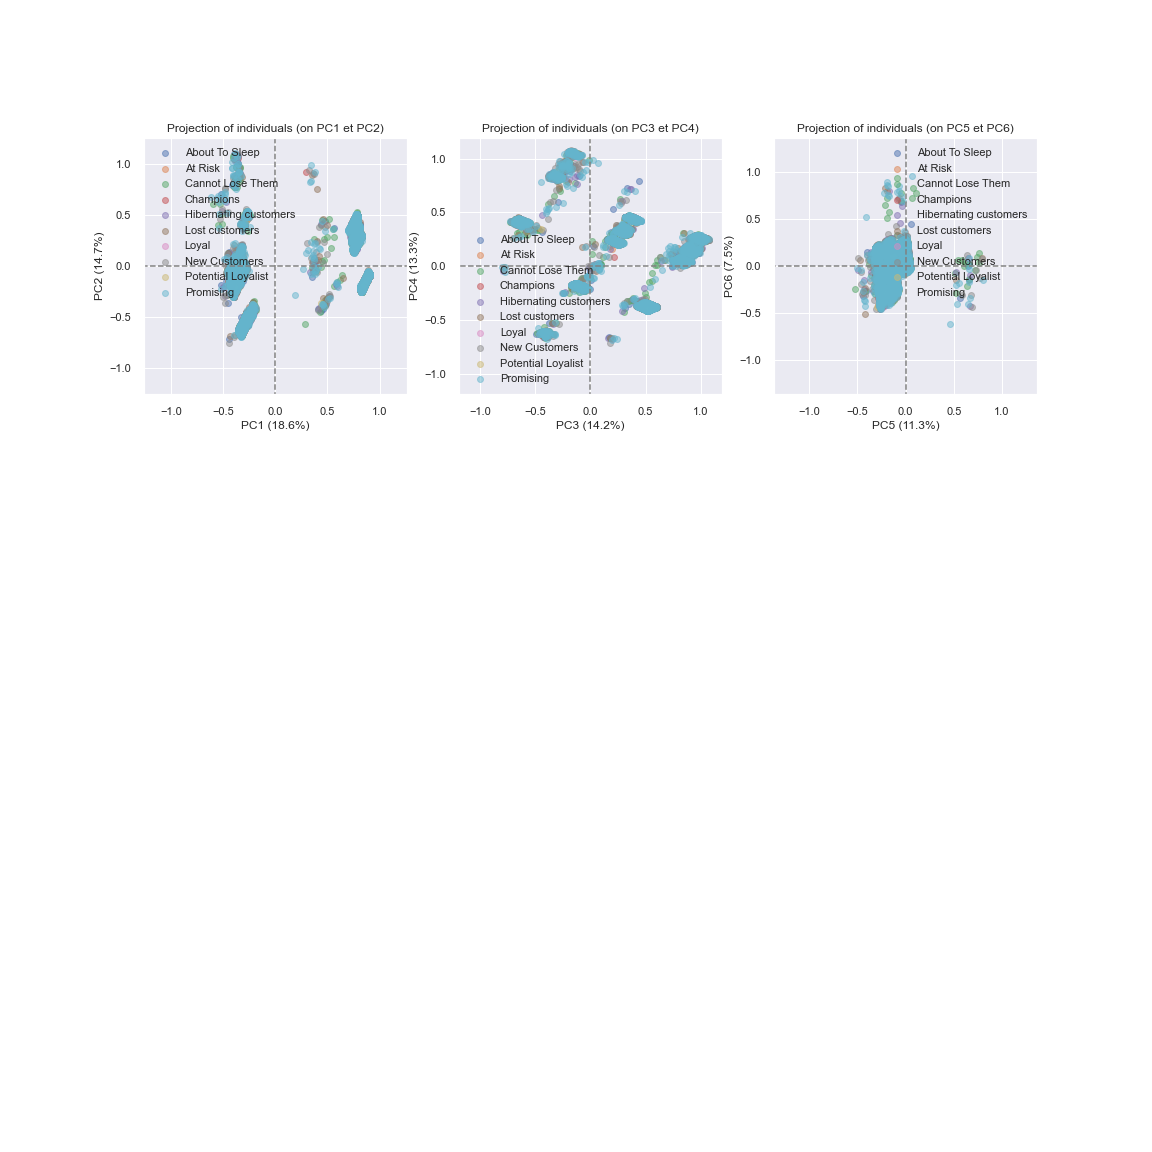 Projection of individuals (on PC1 et PC2)
PC2 (14.7%)
1.0
0.5
0.0
−0.5
−1.0
About To Sleep
At Risk
Cannot Lose Them
Champions
Hibernating customers
Lost customers
Loyal
New Customers
Potential Loyalist
Promising
−1.0 −0.5 0.0 0.5 1.0
PC1 (18.6%)
Projection of individuals (on PC3 et PC4)
PC4 (13.3%)
1.0
0.5
0.0
−0.5
−1.0
About To Sleep
At Risk
Cannot Lose Them
Champions
Hibernating customers
Lost customers
Loyal
New Customers
Potential Loyalist
Promising
−1.0 −0.5 0.0 0.5 1.0
PC3 (14.2%)
Projection of individuals (on PC5 et PC6)
PC6 (7.5%)
1.0
0.5
0.0
−0.5
−1.0
About To Sleep
At Risk
Cannot Lose Them
Champions
Hibernating customers
Lost customers
Loyal
New Customers
Potential Loyalist
Promising
−1.0 −0.5 0.0 0.5 1.0
PC5 (11.3%)